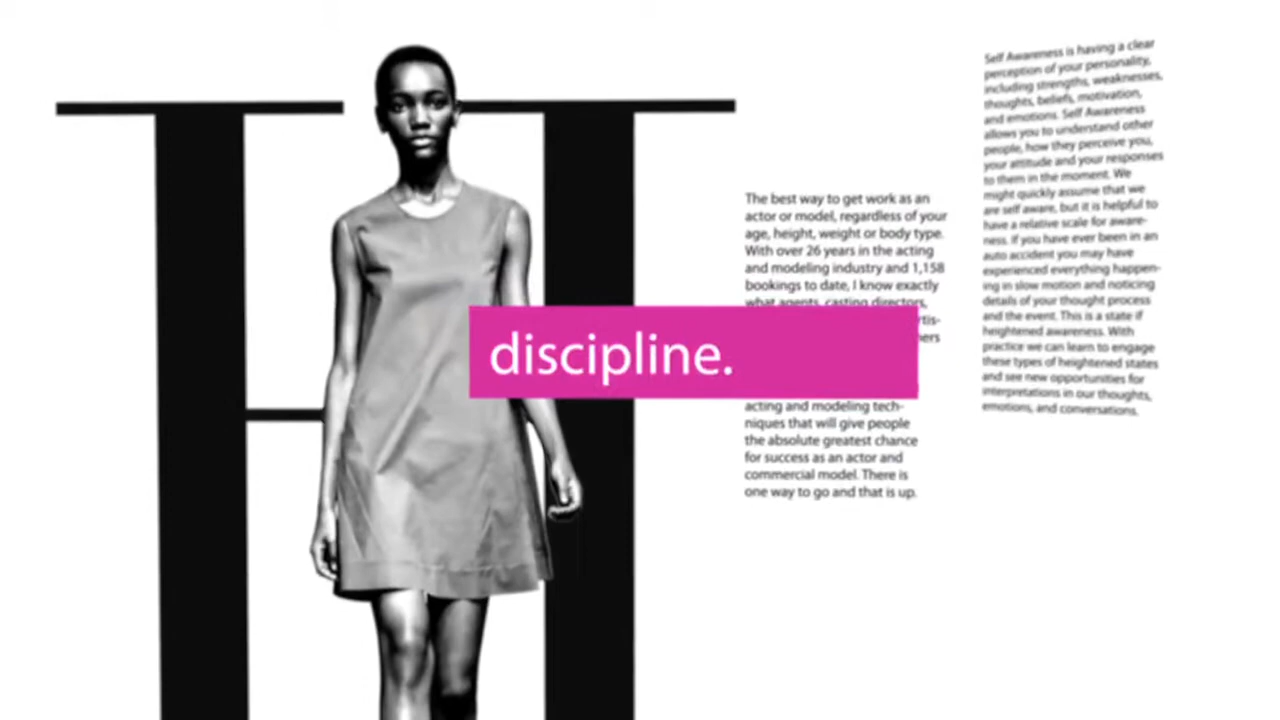 H
The best way to get work as an
actor or model, regardless of your
age, height, weight or body type.
With over 26 years in the acting
and modeling industry and 1,158
bookings to date, I know exactly
what agents, casting directors,
rtis-
ners
discipline.
acting and modeling tech-
niques that will give people
the absolute greatest chance
for success as an actor and
commercial model. There is
one way to go and that is up.
Self Awareness is having a clear
perception of your personality,
including strengths, weaknesses,
thoughts, beliefs, motivation,
and emotions. Self Awareness
allows you to understand other
people, how they perceive you,
your attitude and your responses
to them in the moment. We
might quickly assume that we
are self aware, but it is helpful to
have a relative scale for aware-
ness. If you have ever been in an
auto accident you may have
experienced everything happen-
ing in slow motion and noticing
details of your thought process
and the event. This is a state if
heightened awareness. With
practice we can learn to engage
these types of heightened states
and see new opportunities for
interpretations in our thoughts,
emotions, and conversations.